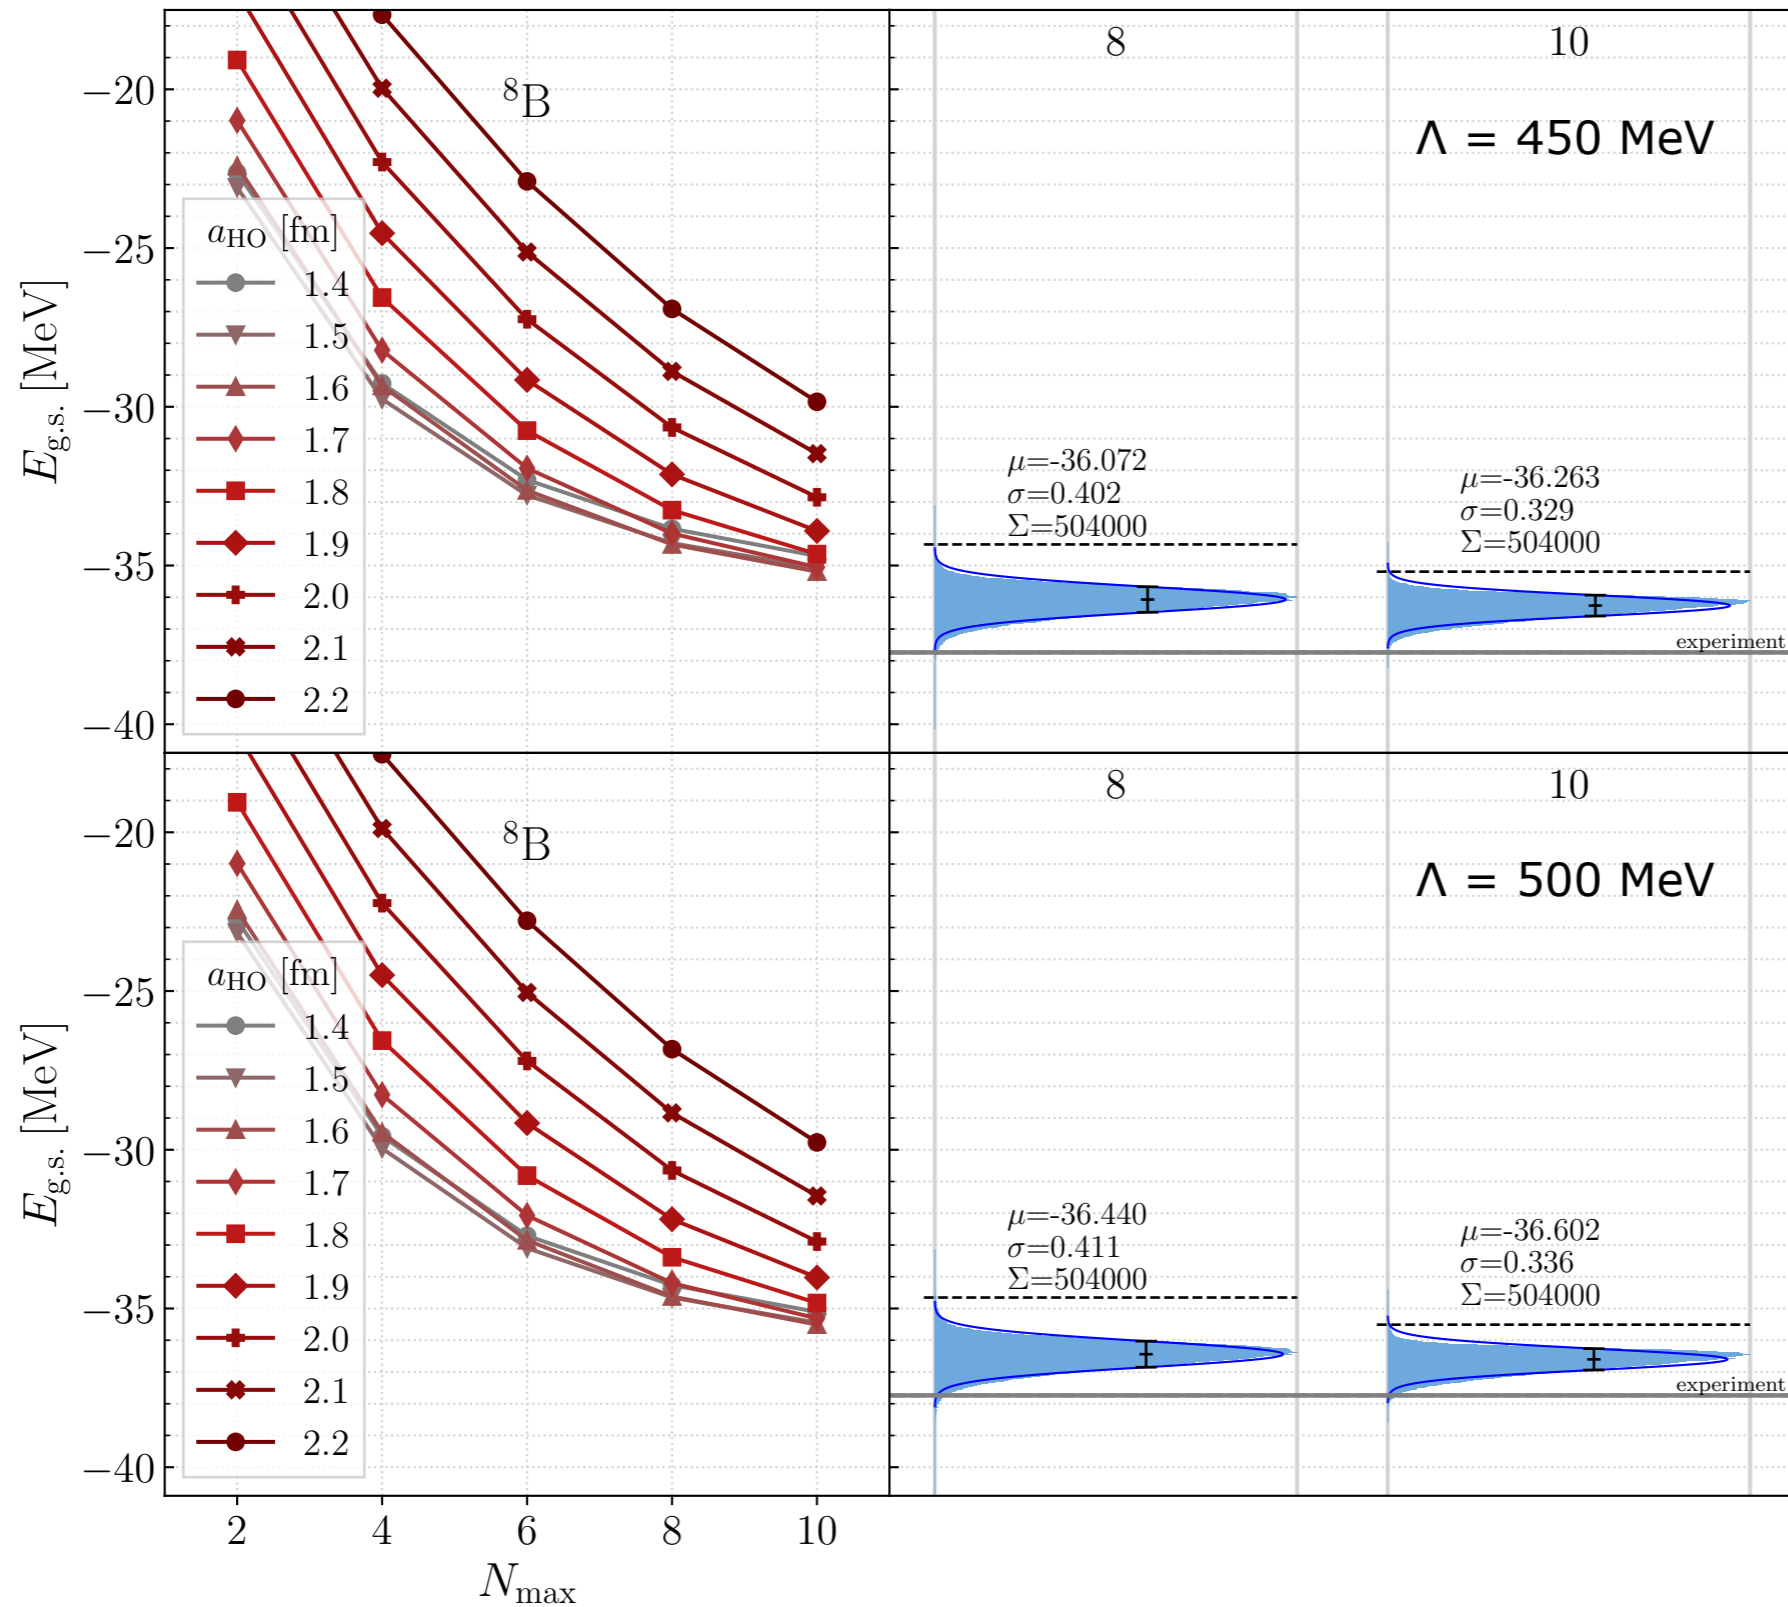 ⁸B
E_g.s. [MeV]
−20
−25
−30
−35
−40
a_HO [fm]
1.4
1.5
1.6
1.7
1.8
1.9
2.0
2.1
2.2
8
10
Λ = 450 MeV
μ=-36.072
σ=0.402
Σ=504000
μ=-36.263
σ=0.329
Σ=504000
experiment
⁸B
E_g.s. [MeV]
−20
−25
−30
−35
−40
a_HO [fm]
1.4
1.5
1.6
1.7
1.8
1.9
2.0
2.1
2.2
8
10
Λ = 500 MeV
μ=-36.440
σ=0.411
Σ=504000
μ=-36.602
σ=0.336
Σ=504000
experiment
2 4 6 8 10
N_max